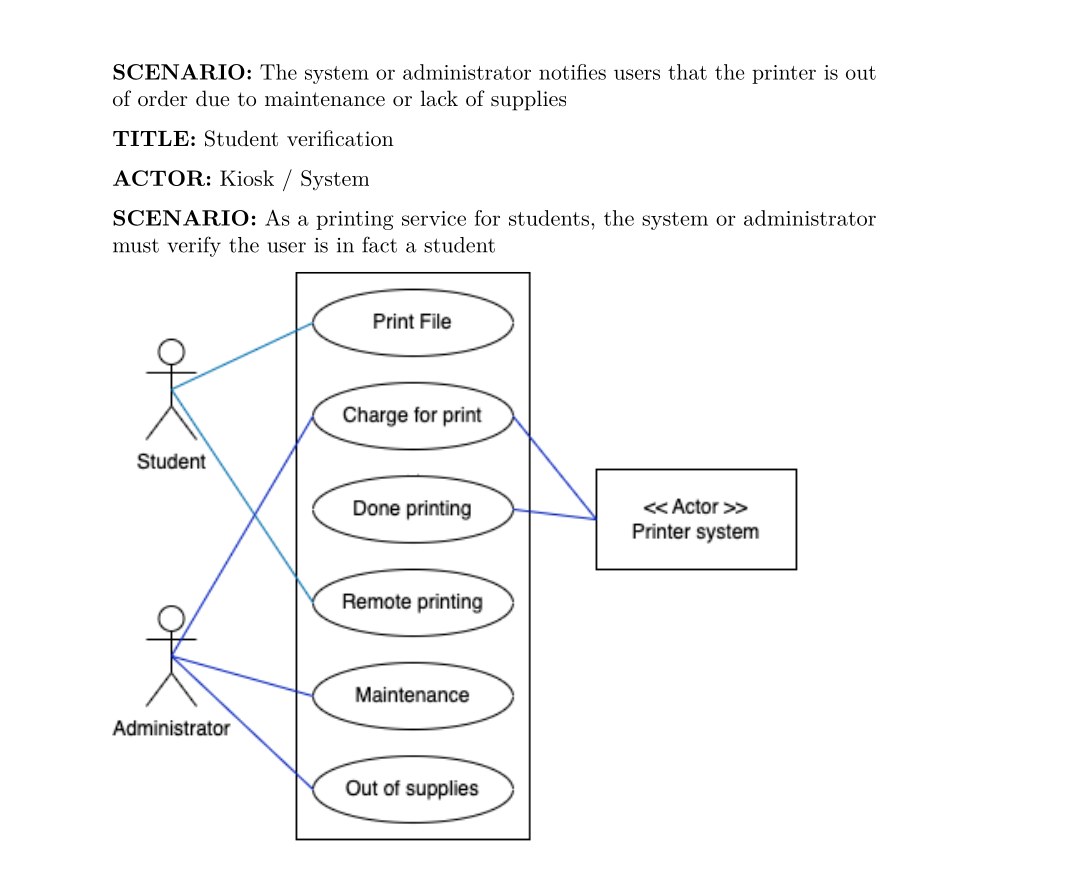 SCENARIO: The system or administrator notifies users that the printer is out
of order due to maintenance or lack of supplies
TITLE: Student verification
ACTOR: Kiosk / System
SCENARIO: As a printing service for students, the system or administrator
must verify the user is in fact a student
Print File
Charge for print
Student
Done printing
<< Actor >>
Printer system
Remote printing
Maintenance
Administrator
Out of supplies